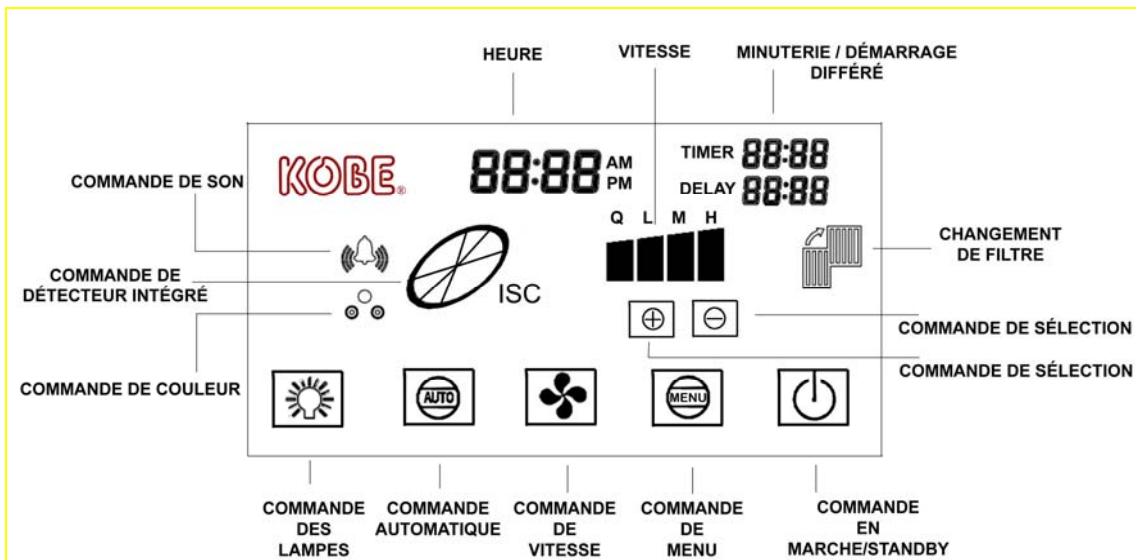 HEURE
VITESSE
MINUTERIE / DÉMARRAGE
DIFFÉRÉ
KOBE®
88:88 AM
PM
TIMER 88:88
DELAY 88:88
COMMANDE DE SON
Q L M H
CHANGEMENT
DE FILTRE
COMMANDE DE
DÉTECTEUR INTÉGRÉ
ISC
COMMANDE DE SÉLECTION
COMMANDE DE SÉLECTION
COMMANDE DE COULEUR
AUTO
MENU
COMMANDE
DES
LAMPES
COMMANDE
AUTOMATIQUE
COMMANDE
DE
VITESSE
COMMANDE
DE
MENU
COMMANDE
EN
MARCHE/STANDBY